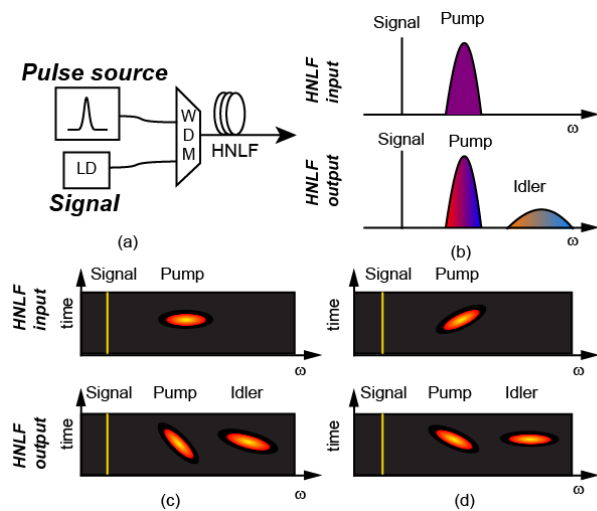 Pulse source
W
D
M
HNLF
LD
Signal
(a)
Signal
Pump
HNLF
input
ω
Signal
Pump
Idler
HNLF
output
ω
(b)
Signal
Pump
HNLF
input
time
ω
Signal
Pump
Idler
HNLF
output
time
ω
(c)
Pump
time
ω
Signal
Pump
Idler
time
ω
(d)